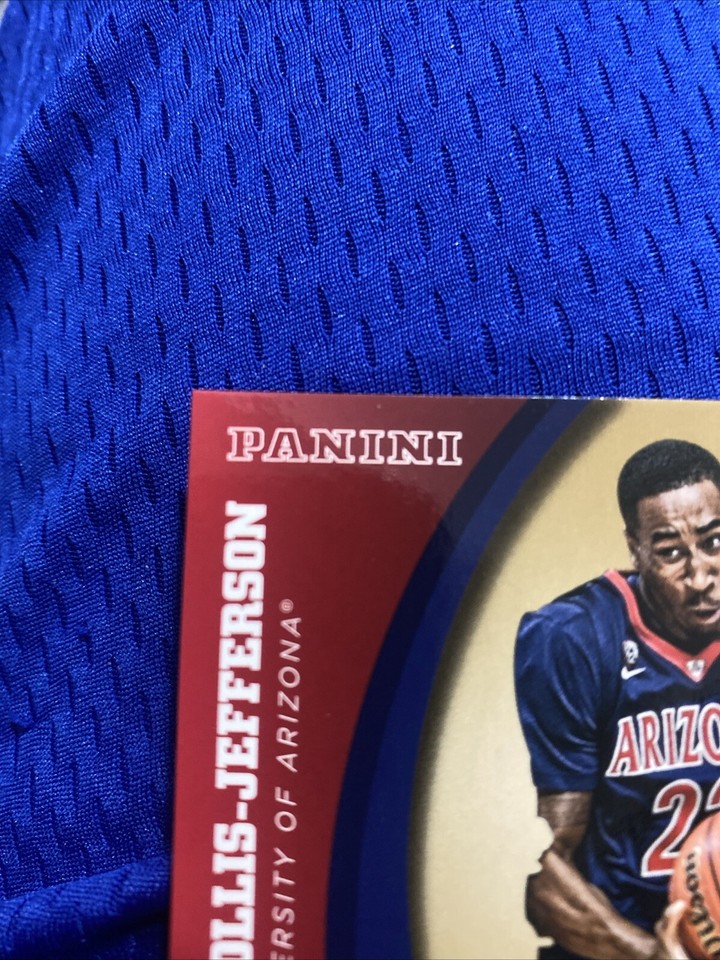 PANINI
OLLIS-JEFFERSON
ERSITY OF ARIZONA®
ARIZO
22